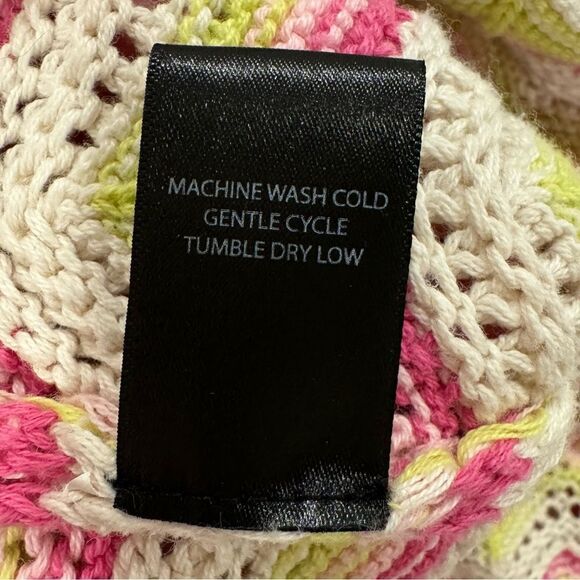 MACHINE WASH COLD
GENTLE CYCLE
TUMBLE DRY LOW